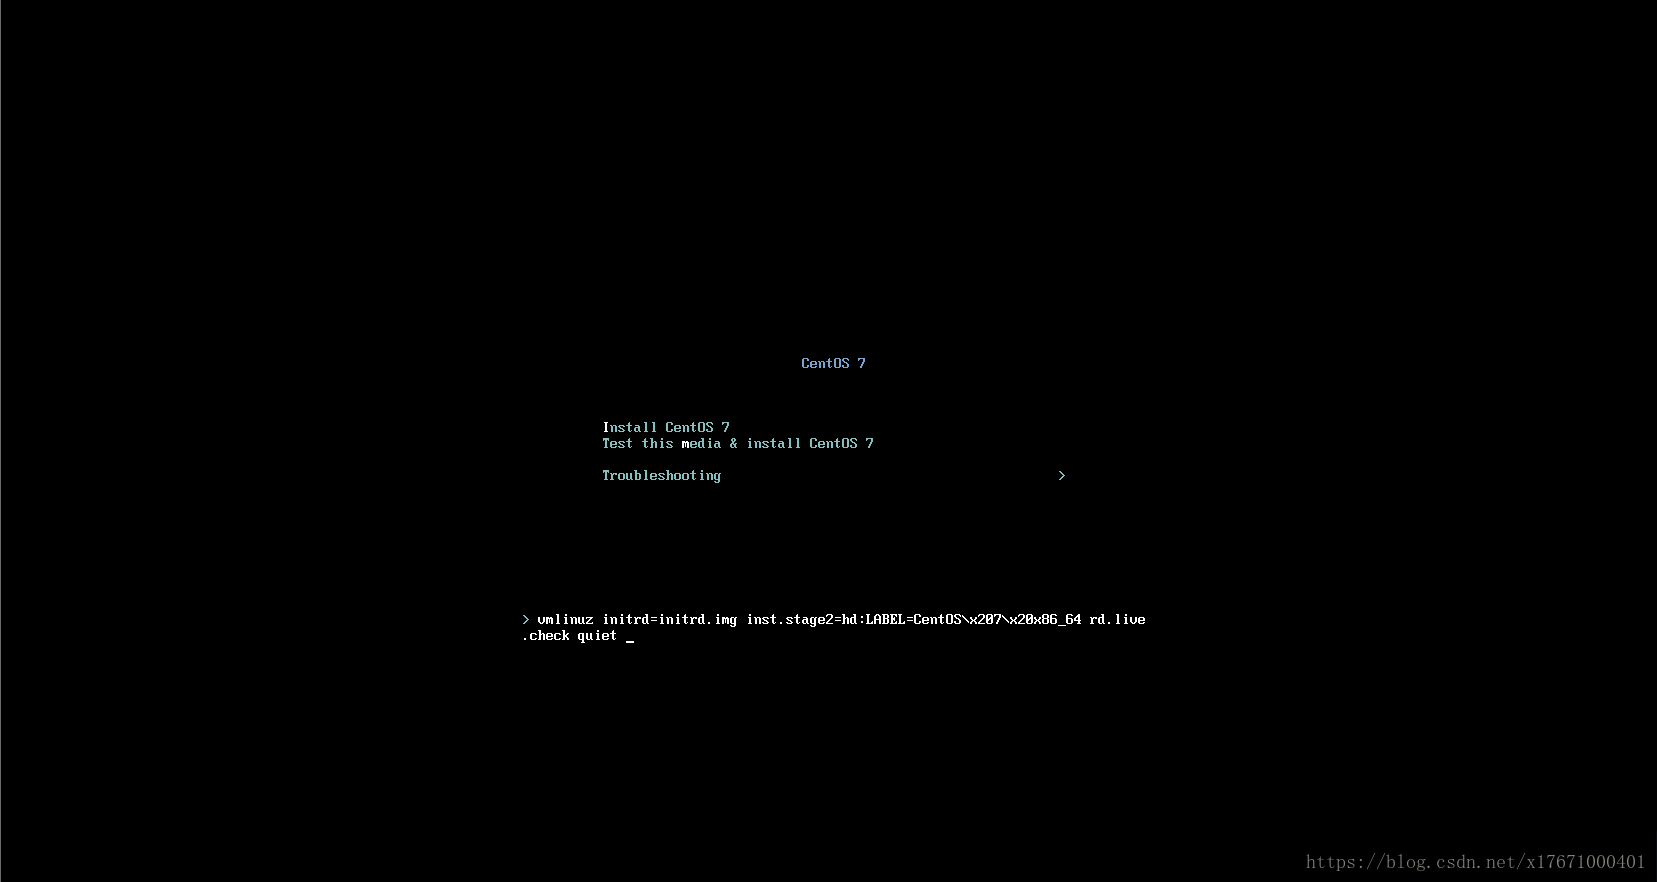 CentOS 7
Install CentOS 7
Test this media & install CentOS 7
Troubleshooting >
> vmlinuz initrd=initrd.img inst.stage2=hd:LABEL=CentOS\x207\x20x86_64 rd.live
.check quiet _
https://blog.csdn.net/x17671000401